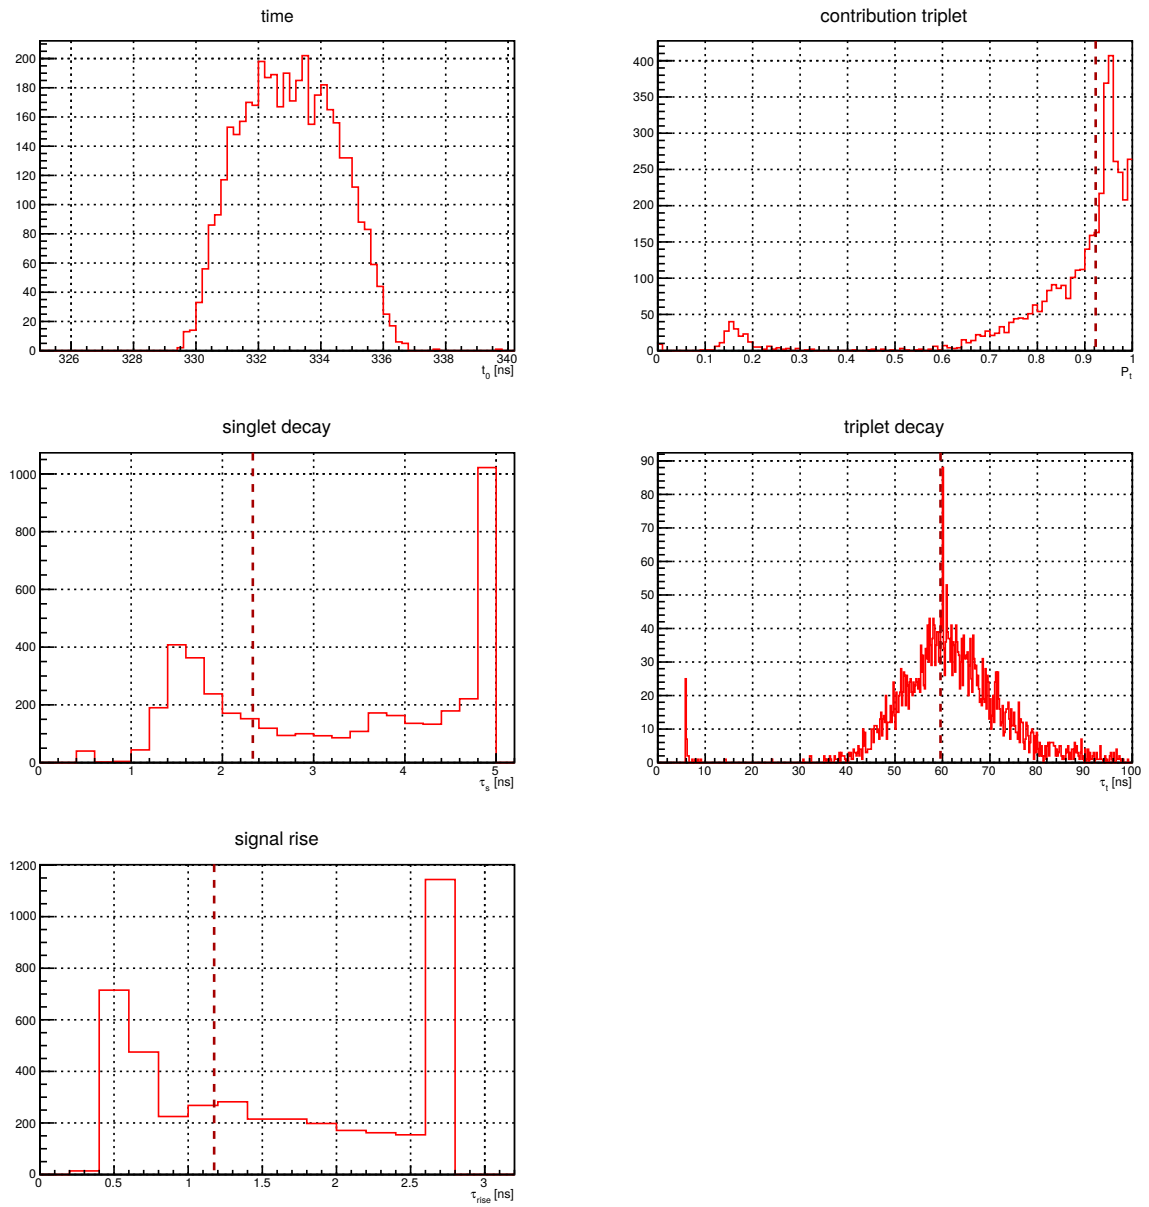 time
200
180
160
140
120
100
80
60
40
20
0
326 328 330 332 334 336 338 340
t0 [ns]
contribution triplet
400
350
300
250
200
150
100
50
0
0 0.1 0.2 0.3 0.4 0.5 0.6 0.7 0.8 0.9 1
Pt
singlet decay
1000
800
600
400
200
0
0 1 2 3 4 5
τs [ns]
triplet decay
90
80
70
60
50
40
30
20
10
0
0 10 20 30 40 50 60 70 80 90 100
τt [ns]
signal rise
1200
1000
800
600
400
200
0
0 0.5 1 1.5 2 2.5 3
τrise [ns]